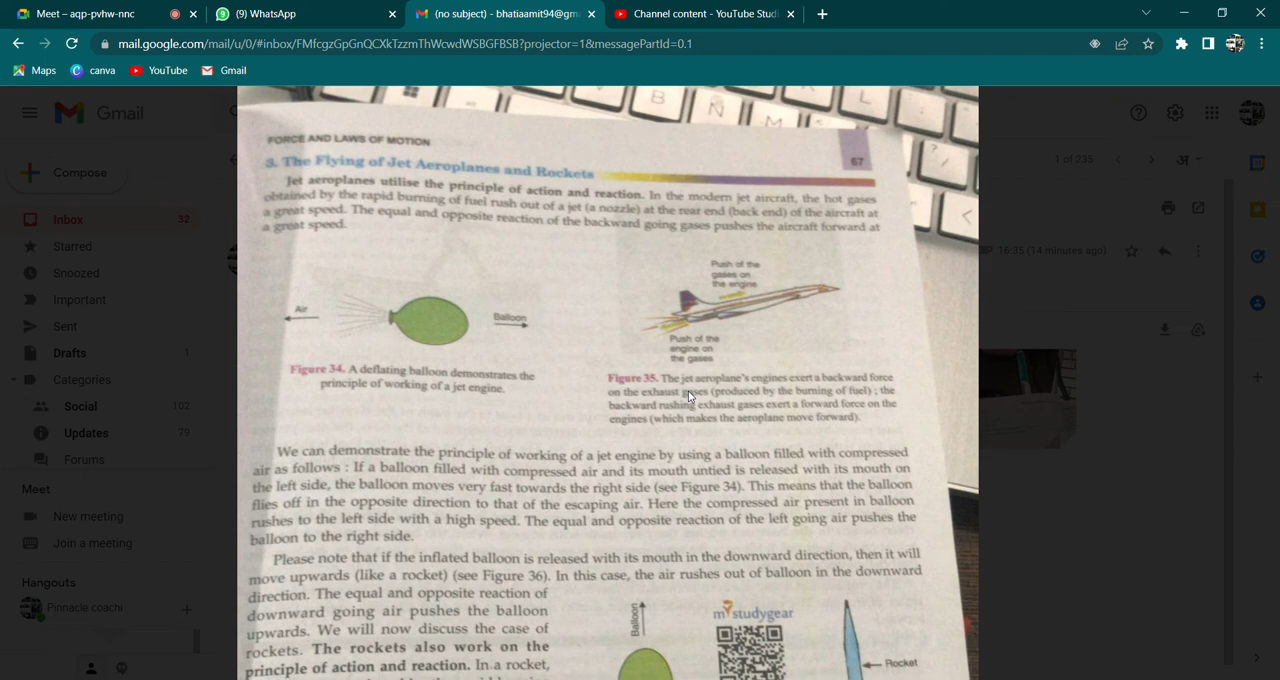 Meet – aqp-pvhw-nnc
(9) WhatsApp
(no subject) - bhatiaamit94@gm
Channel content - YouTube Studi
mail.google.com/mail/u/0/#inbox/FMfcgzGpGnQCXkTzzmThWcwdWSBGFBSB?projector=1&messagePartId=0.1
Maps
canva
YouTube
Gmail
Gmail
Compose
Inbox 32
Starred
Snoozed
Important
Sent
Drafts 1
Categories
Social 102
Updates 79
Forums
Meet
New meeting
Join a meeting
Hangouts
Pinnacle coachi
1 of 235
अ
16:35 (14 minutes ago)
B
N
M
L
FORCE AND LAWS OF MOTION
67
3. The Flying of Jet Aeroplanes and Rockets
Jet aeroplanes utilise the principle of action and reaction. In the modern jet aircraft, the hot gases
obtained by the rapid burning of fuel rush out of a jet (a nozzle) at the rear end (back end) of the aircraft at
a great speed. The equal and opposite reaction of the backward going gases pushes the aircraft forward at
a great speed.
Air
Balloon
Figure 34. A deflating balloon demonstrates the
principle of working of a jet engine.
Push of the
gases on
the engine
Push of the
engine on
the gases
Figure 35. The jet aeroplane's engines exert a backward force
on the exhaust gases (produced by the burning of fuel) ; the
backward rushing exhaust gases exert a forward force on the
engines (which makes the aeroplane move forward).
We can demonstrate the principle of working of a jet engine by using a balloon filled with compressed
air as follows : If a balloon filled with compressed air and its mouth untied is released with its mouth on
the left side, the balloon moves very fast towards the right side (see Figure 34). This means that the balloon
flies off in the opposite direction to that of the escaping air. Here the compressed air present in balloon
rushes to the left side with a high speed. The equal and opposite reaction of the left going air pushes the
balloon to the right side.
Please note that if the inflated balloon is released with its mouth in the downward direction, then it will
move upwards (like a rocket) (see Figure 36). In this case, the air rushes out of balloon in the downward
direction. The equal and opposite reaction of
downward going air pushes the balloon
upwards. We will now discuss the case of
rockets. The rockets also work on the
principle of action and reaction. In a rocket,
Balloon
mystudygear
Rocket